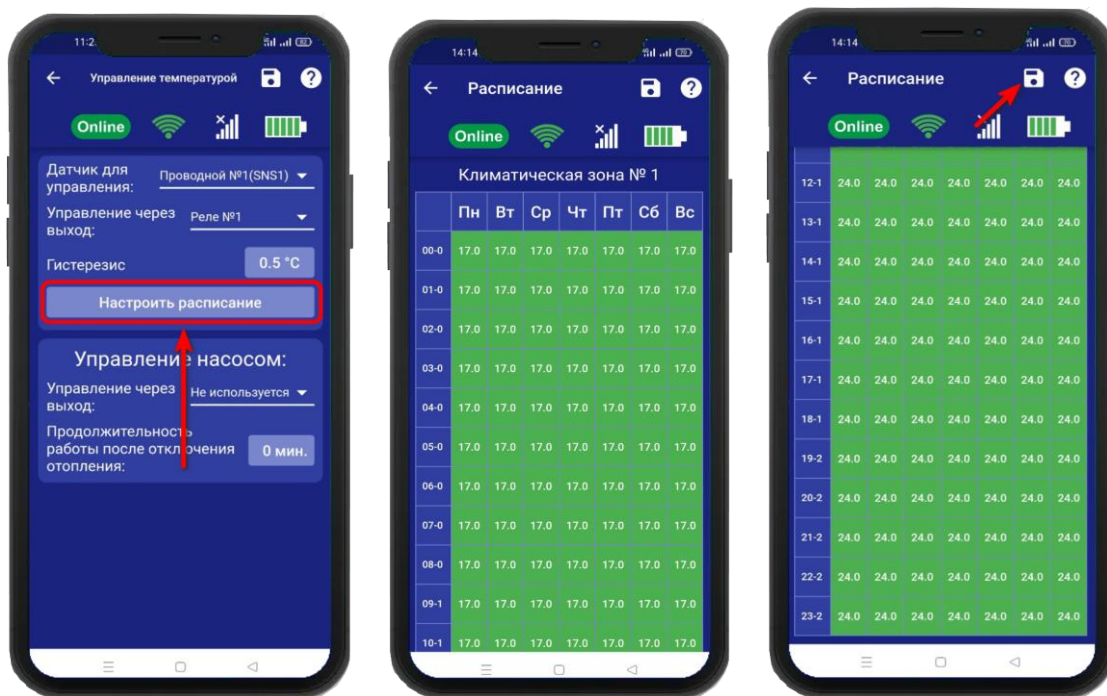 11:2
Управление температурой
Online
Датчик для управления:
Проводной №1(SNS1)
Управление через выход:
Реле №1
Гистерезис
0.5 °C
Настроить расписание
Управление насосом:
Управление через выход:
Не используется
Продолжительность работы после отключения отопления:
0 мин.
14:14
Расписание
Online
Климатическая зона № 1
Пн Вт Ср Чт Пт Сб Вс
00-0 17.0 17.0 17.0 17.0 17.0 17.0 17.0
01-0 17.0 17.0 17.0 17.0 17.0 17.0 17.0
02-0 17.0 17.0 17.0 17.0 17.0 17.0 17.0
03-0 17.0 17.0 17.0 17.0 17.0 17.0 17.0
04-0 17.0 17.0 17.0 17.0 17.0 17.0 17.0
05-0 17.0 17.0 17.0 17.0 17.0 17.0 17.0
06-0 17.0 17.0 17.0 17.0 17.0 17.0 17.0
07-0 17.0 17.0 17.0 17.0 17.0 17.0 17.0
08-0 17.0 17.0 17.0 17.0 17.0 17.0 17.0
09-1 17.0 17.0 17.0 17.0 17.0 17.0 17.0
10-1 17.0 17.0 17.0 17.0 17.0 17.0 17.0
14:14
Расписание
Online
12-1 24.0 24.0 24.0 24.0 24.0 24.0 24.0
13-1 24.0 24.0 24.0 24.0 24.0 24.0 24.0
14-1 24.0 24.0 24.0 24.0 24.0 24.0 24.0
15-1 24.0 24.0 24.0 24.0 24.0 24.0 24.0
16-1 24.0 24.0 24.0 24.0 24.0 24.0 24.0
17-1 24.0 24.0 24.0 24.0 24.0 24.0 24.0
18-1 24.0 24.0 24.0 24.0 24.0 24.0 24.0
19-2 24.0 24.0 24.0 24.0 24.0 24.0 24.0
20-2 24.0 24.0 24.0 24.0 24.0 24.0 24.0
21-2 24.0 24.0 24.0 24.0 24.0 24.0 24.0
22-2 24.0 24.0 24.0 24.0 24.0 24.0 24.0
23-2 24.0 24.0 24.0 24.0 24.0 24.0 24.0